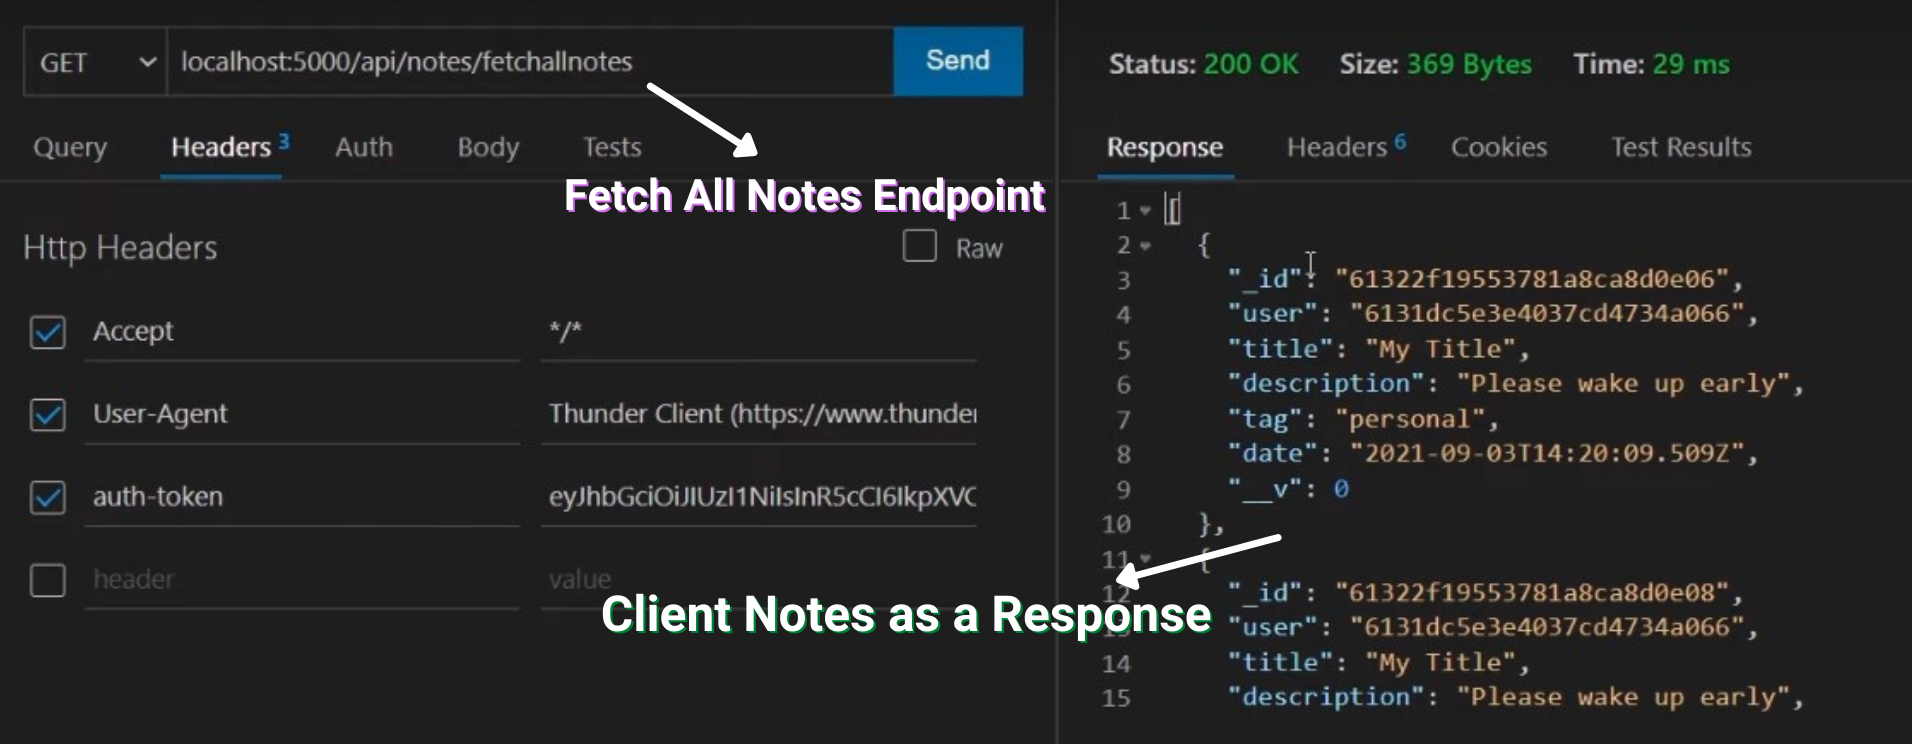 GET localhost:5000/api/notes/fetchallnotes Send
Query Headers 3 Auth Body Tests
Fetch All Notes Endpoint
Http Headers Raw
Accept */*
User-Agent Thunder Client (https://www.thunder
auth-token eyJhbGciOiJIUzI1NiIsInR5cCI6IkpXVC
header value
Client Notes as a Response
Status: 200 OK Size: 369 Bytes Time: 29 ms
Response Headers 6 Cookies Test Results
1 [
2 {
3 "_id": "61322f19553781a8ca8d0e06",
4 "user": "6131dc5e3e4037cd4734a066",
5 "title": "My Title",
6 "description": "Please wake up early",
7 "tag": "personal",
8 "date": "2021-09-03T14:20:09.509Z",
9 "__v": 0
10 },
11 {
12 "_id": "61322f19553781a8ca8d0e08",
13 "user": "6131dc5e3e4037cd4734a066",
14 "title": "My Title",
15 "description": "Please wake up early",